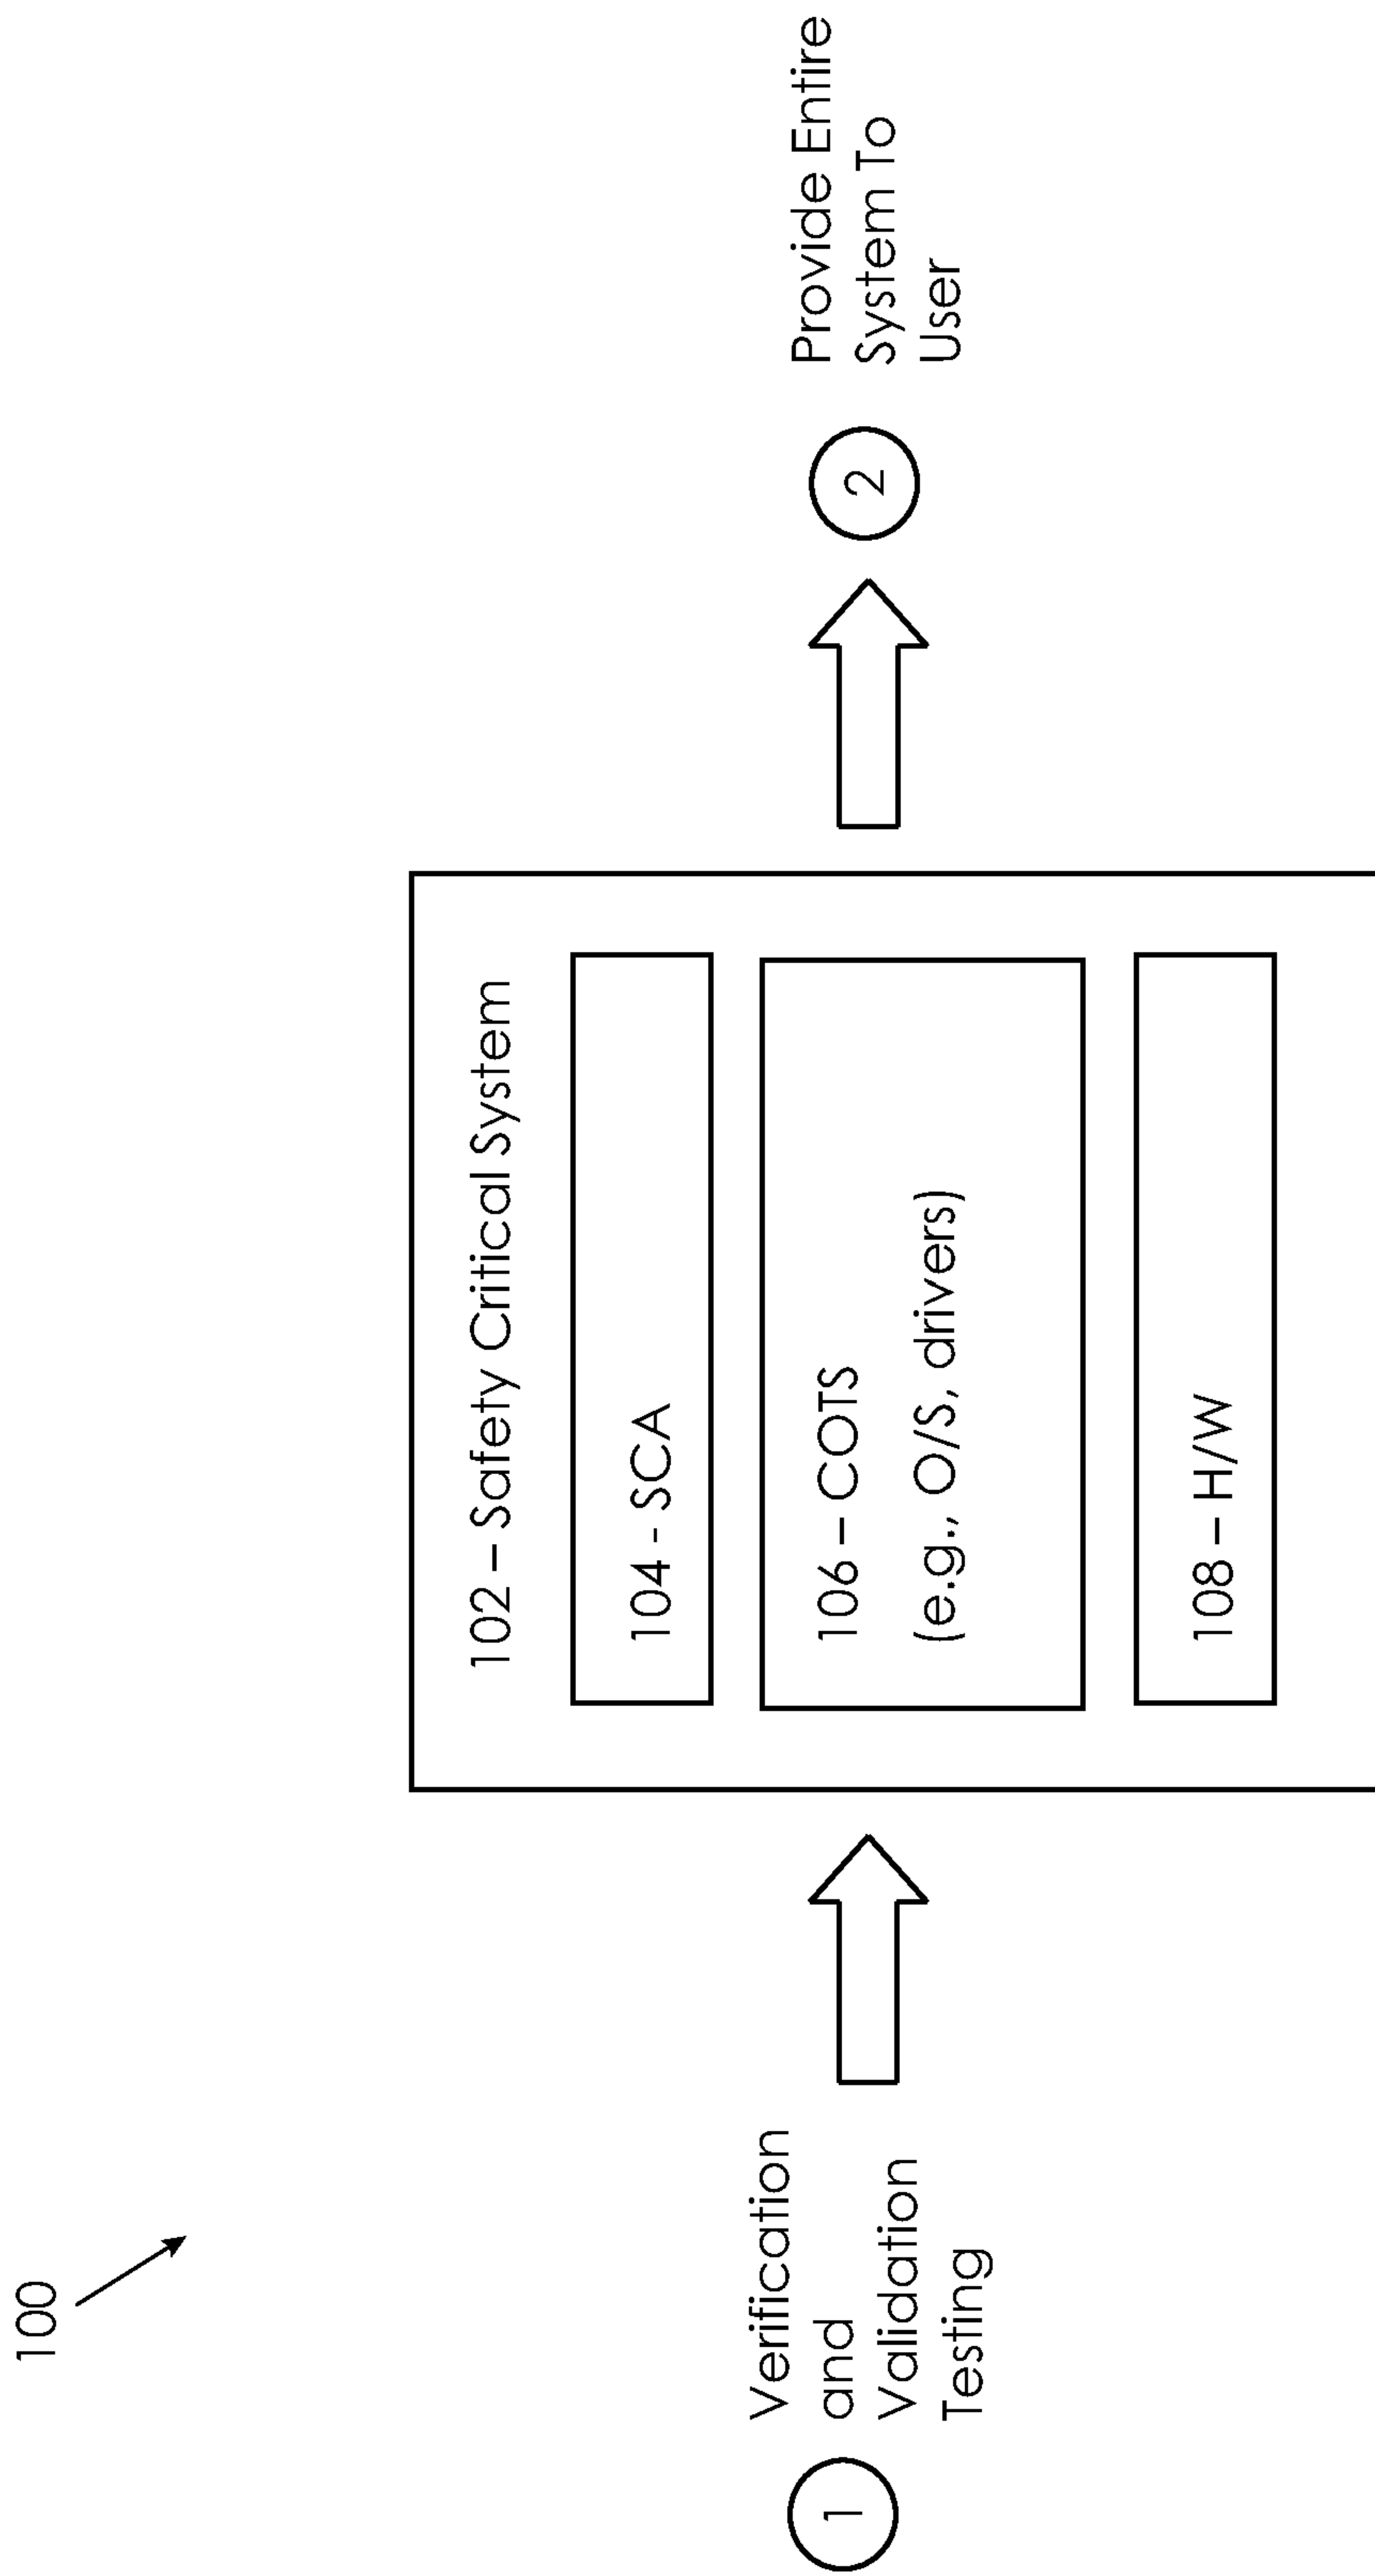 100
1
Verification
and
Validation
Testing
102 – Safety Critical System
104 - SCA
106 – COTS
(e.g., O/S, drivers)
108 – H/W
2
Provide Entire
System To
User